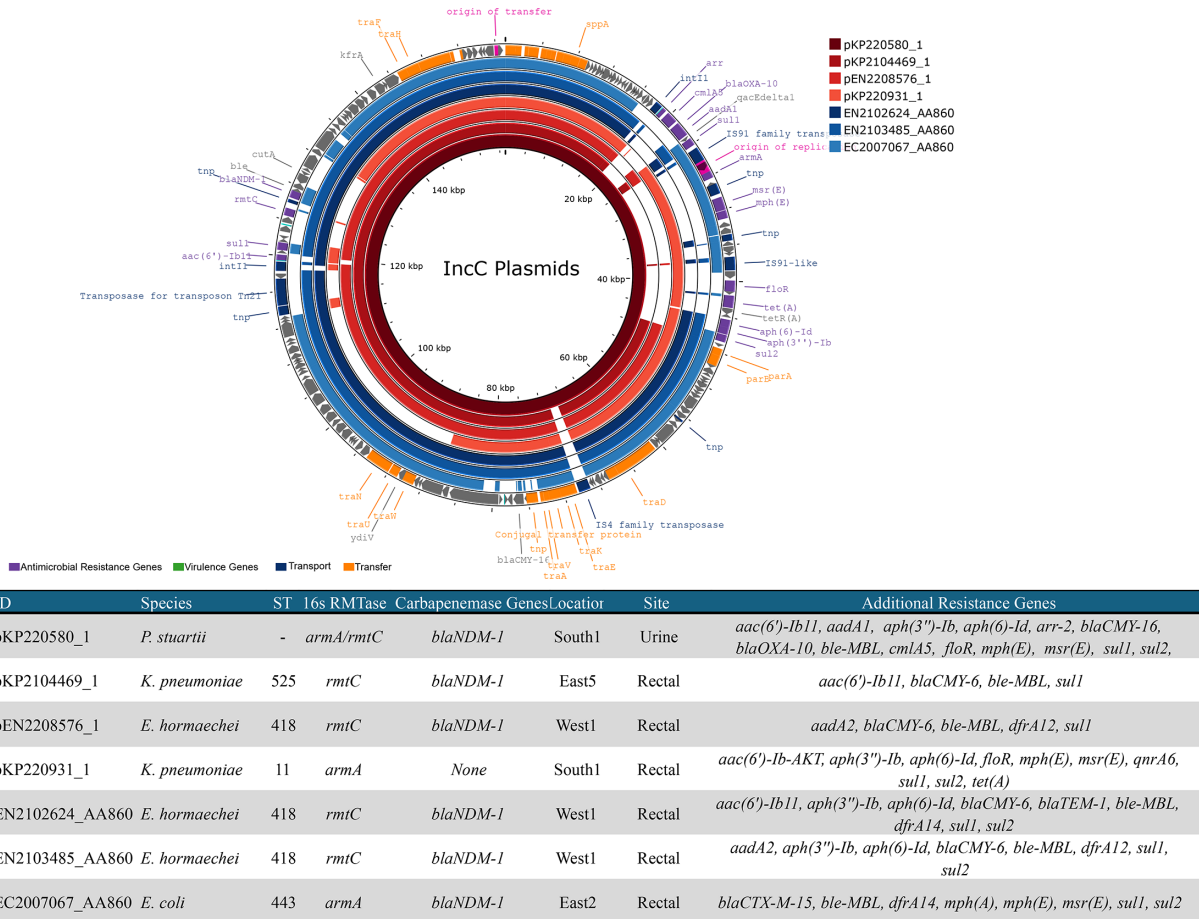 origin of transfer
traF
traH
kfrA
sppA
arr
intI1
blaOXA-10
cmlA5
qacEdelta1
aadA1
sul1
IS91 family trans
origin of replic
armA
tnp
msr(E)
mph(E)
tnp
IS91-like
floR
tet(A)
tetR(A)
aph(6)-Id
aph(3'')-Ib
sul2
parA
parB
tnp
traD
IS4 family transposase
Conjugal transfer protein
traK
traE
traV
traA
tnp
blaCMY-16
ydiV
traW
traU
traN
tnp
Transposase for transposon Tn21
intI1
aac(6')-Ib11
sul1
rmtC
blaNDM-1
tnp
ble
cutA
IncC Plasmids
20 kbp
40 kbp
60 kbp
80 kbp
100 kbp
120 kbp
140 kbp
pKP220580_1
pKP2104469_1
pEN2208576_1
pKP220931_1
EN2102624_AA860
EN2103485_AA860
EC2007067_AA860
Antimicrobial Resistance Genes Virulence Genes Transport Transfer
D Species ST 16s RMTase Carbapenemase Genes Location Site Additional Resistance Genes
pKP220580_1 P. stuartii - armA/rmtC blaNDM-1 South1 Urine aac(6')-Ib11, aadA1, aph(3'')-Ib, aph(6)-Id, arr-2, blaCMY-16,
blaOXA-10, ble-MBL, cmlA5, floR, mph(E), msr(E), sul1, sul2,
pKP2104469_1 K. pneumoniae 525 rmtC blaNDM-1 East5 Rectal aac(6')-Ib11, blaCMY-6, ble-MBL, sul1
pEN2208576_1 E. hormaechei 418 rmtC blaNDM-1 West1 Rectal aadA2, blaCMY-6, ble-MBL, dfrA12, sul1
pKP220931_1 K. pneumoniae 11 armA None South1 Rectal aac(6')-Ib-AKT, aph(3'')-Ib, aph(6)-Id, floR, mph(E), msr(E), qnrA6,
sul1, sul2, tet(A)
EN2102624_AA860 E. hormaechei 418 rmtC blaNDM-1 West1 Rectal aac(6')-Ib11, aph(3'')-Ib, aph(6)-Id, blaCMY-6, blaTEM-1, ble-MBL,
dfrA14, sul1, sul2
EN2103485_AA860 E. hormaechei 418 rmtC blaNDM-1 West1 Rectal aadA2, aph(3'')-Ib, aph(6)-Id, blaCMY-6, ble-MBL, dfrA12, sul1,
sul2
EC2007067_AA860 E. coli 443 armA blaNDM-1 East2 Rectal blaCTX-M-15, ble-MBL, dfrA14, mph(A), mph(E), msr(E), sul1, sul2